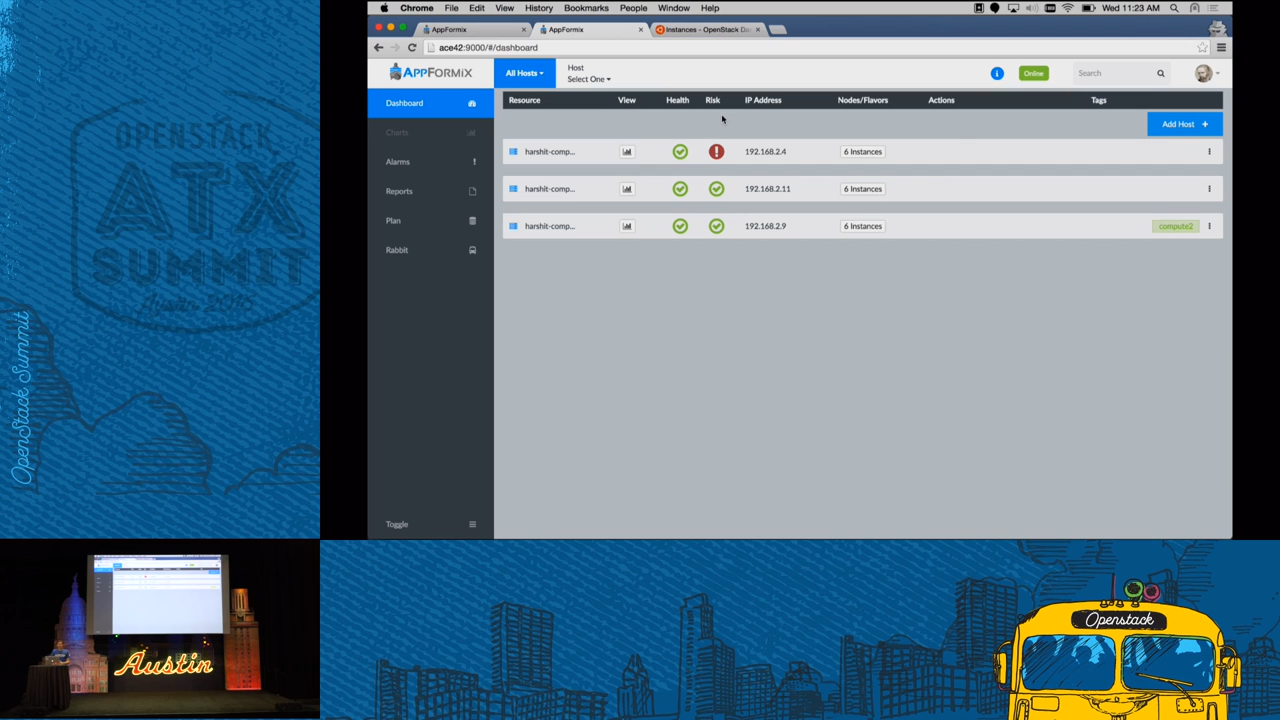 Chrome File Edit View History Bookmarks People Window Help
Wed 11:23 AM
AppFormix
AppFormix
Instances - OpenStack Da
ace42:9000/#/dashboard
APPFORMIX
All Hosts
Host
Select One
Online
Search
Dashboard
Charts
Alarms
Reports
Plan
Rabbit
Toggle
Resource View Health Risk IP Address Nodes/Flavors Actions Tags
Add Host +
harshit-comp... 192.168.2.4 6 Instances
harshit-comp... 192.168.2.11 6 Instances
harshit-comp... 192.168.2.9 6 Instances compute2
OPENSTACK
ATX
SUMMIT
Austin 2016
OpenStack Summit
Austin
Openstack